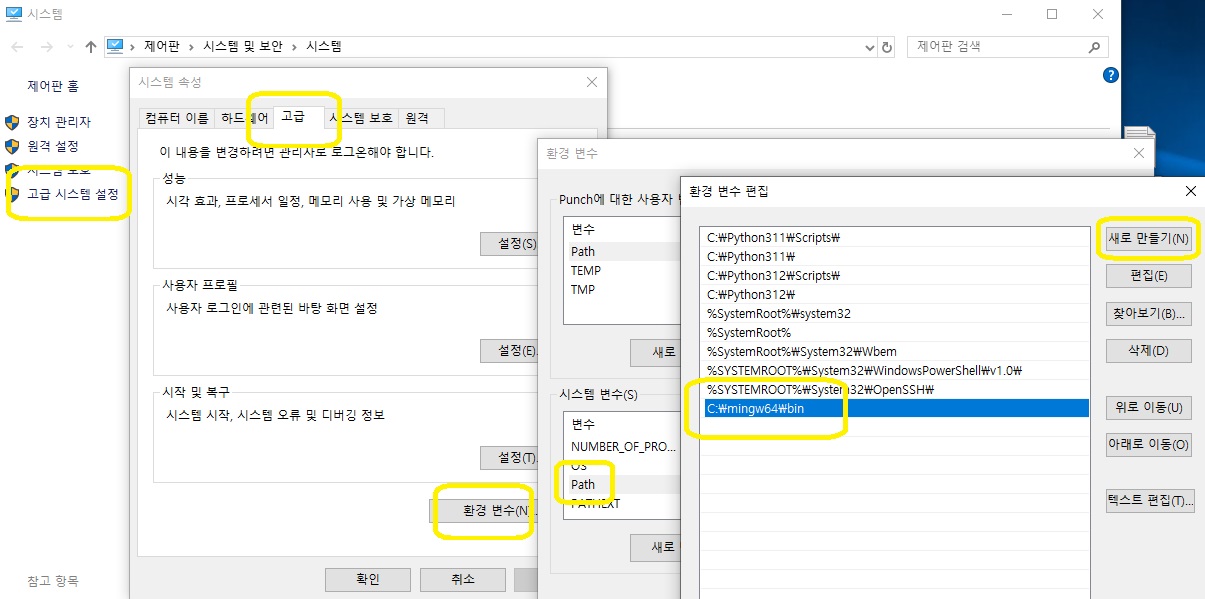 시스템
제어판 > 시스템 및 보안 > 시스템
제어판 검색
제어판 홈
장치 관리자
원격 설정
시스템 보호
고급 시스템 설정
참고 항목
시스템 속성
컴퓨터 이름 하드웨어 고급 시스템 보호 원격
이 내용을 변경하려면 관리자로 로그온해야 합니다.
성능
시각 효과, 프로세서 일정, 메모리 사용 및 가상 메모리
설정(S)
사용자 프로필
사용자 로그인에 관련된 바탕 화면 설정
설정(E)
시작 및 복구
시스템 시작, 시스템 오류 및 디버깅 정보
설정(T)
환경 변수(N)
확인 취소
환경 변수
Punch에 대한 사용자
변수
Path
TEMP
TMP
새로
시스템 변수(S)
변수
NUMBER_OF_PRO...
OS
Path
PATHEXT
새로
환경 변수 편집
C:₩Python311₩Scripts₩
C:₩Python311₩
C:₩Python312₩Scripts₩
C:₩Python312₩
%SystemRoot%₩system32
%SystemRoot%
%SystemRoot%₩System32₩Wbem
%SYSTEMROOT%₩System32₩WindowsPowerShell₩v1.0₩
%SYSTEMROOT%₩System32₩OpenSSH₩
C:₩mingw64₩bin
새로 만들기(N)
편집(E)
찾아보기(B)...
삭제(D)
위로 이동(U)
아래로 이동(O)
텍스트 편집(T)...
?